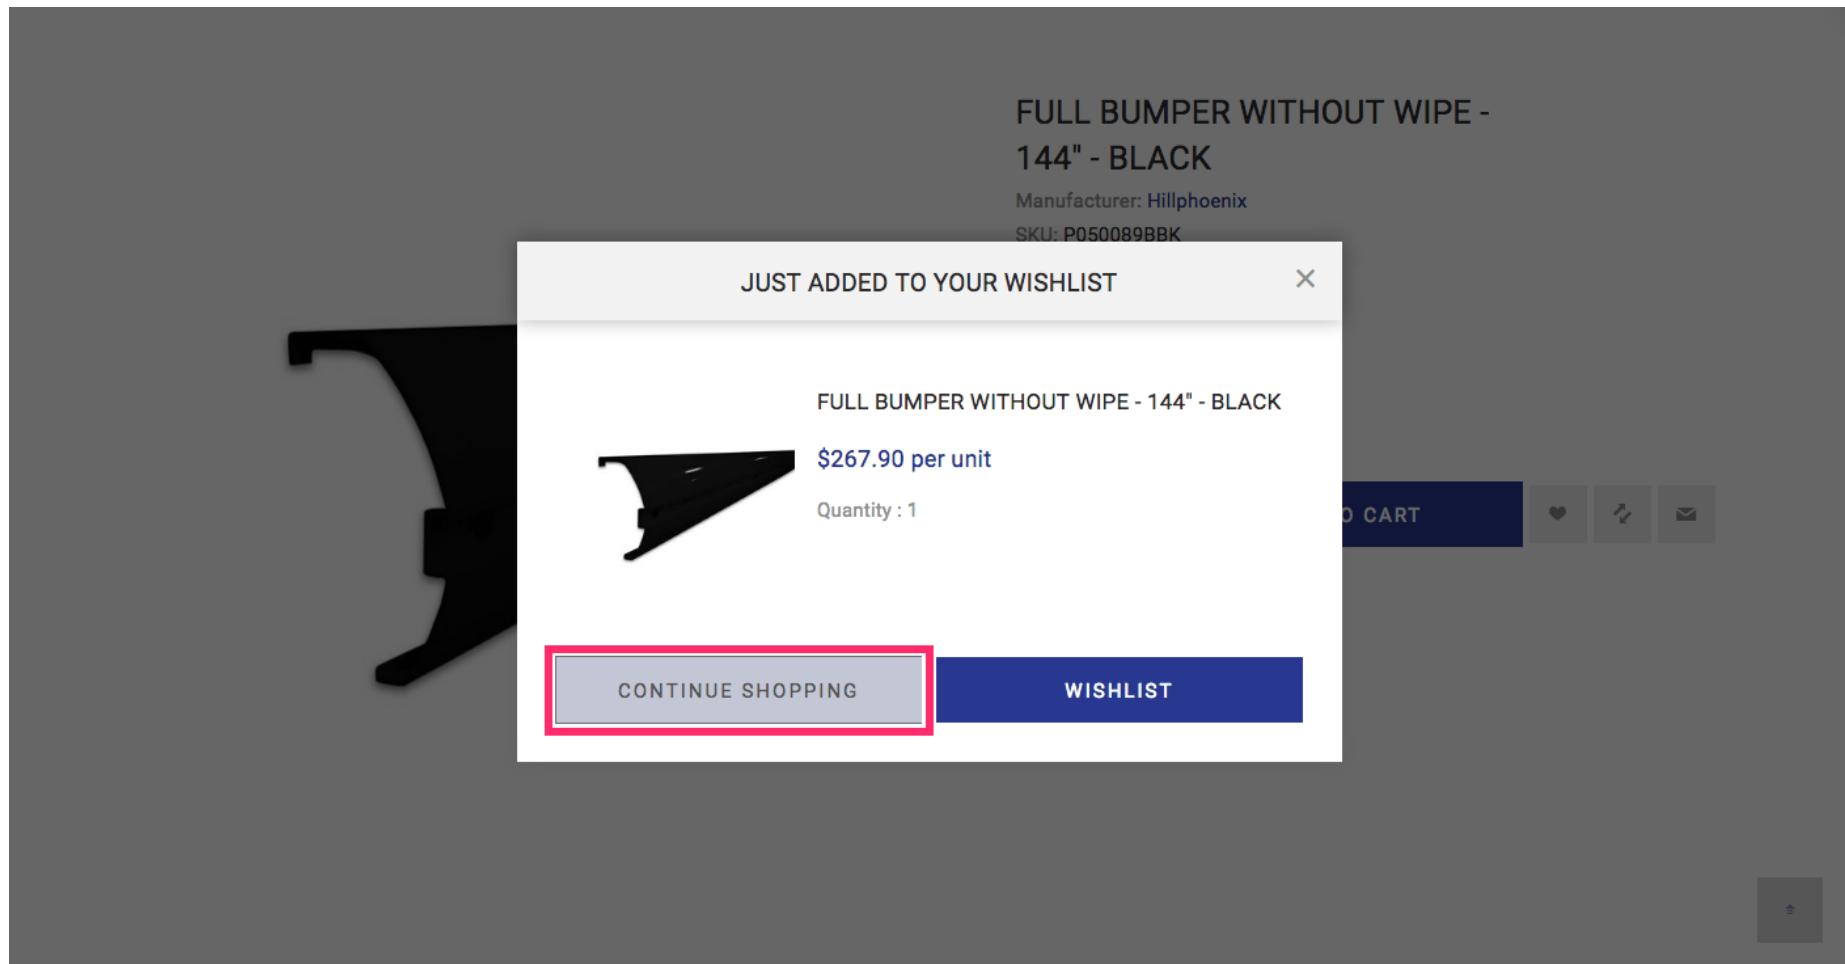 FULL BUMPER WITHOUT WIPE -
144" - BLACK
Manufacturer: Hillphoenix
SKU: P050089BBK
JUST ADDED TO YOUR WISHLIST
FULL BUMPER WITHOUT WIPE - 144" - BLACK
$267.90 per unit
Quantity : 1
O CART
CONTINUE SHOPPING
WISHLIST